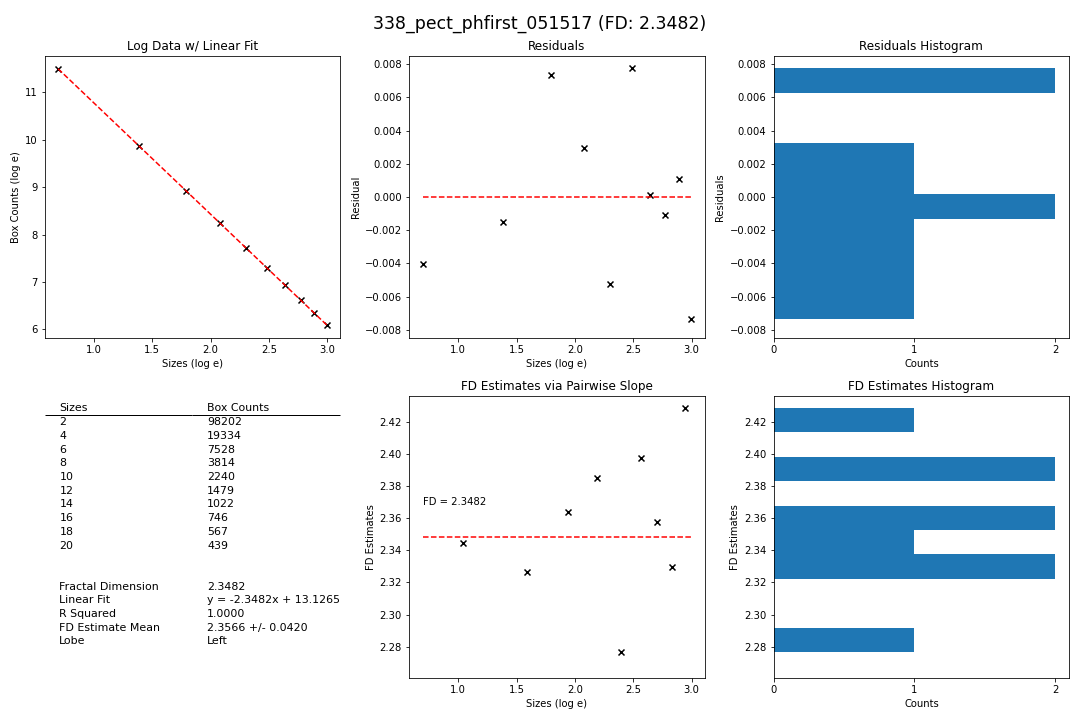 338_pect_phfirst_051517 (FD: 2.3482)
Log Data w/ Linear Fit
Box Counts (log e)
11
10
9
8
7
6
1.0 1.5 2.0 2.5 3.0
Sizes (log e)
Residuals
Residual
0.008
0.006
0.004
0.002
0.000
−0.002
−0.004
−0.006
−0.008
1.0 1.5 2.0 2.5 3.0
Sizes (log e)
Residuals Histogram
Residuals
0.008
0.006
0.004
0.002
0.000
−0.002
−0.004
−0.006
−0.008
0 1 2
Counts
Sizes Box Counts
2 98202
4 19334
6 7528
8 3814
10 2240
12 1479
14 1022
16 746
18 567
20 439
Fractal Dimension 2.3482
Linear Fit y = -2.3482x + 13.1265
R Squared 1.0000
FD Estimate Mean 2.3566 +/- 0.0420
Lobe Left
FD Estimates via Pairwise Slope
FD Estimates
2.42
2.40
2.38
2.36
2.34
2.32
2.30
2.28
FD = 2.3482
1.0 1.5 2.0 2.5 3.0
Sizes (log e)
FD Estimates Histogram
FD Estimates
2.42
2.40
2.38
2.36
2.34
2.32
2.30
2.28
0 1 2
Counts